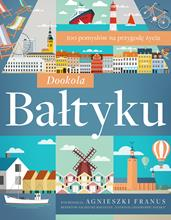 100 pomysłów na przygodę życia
Dookoła
Bałtyku
POD REDAKCJĄ AGNIESZKI FRANUS